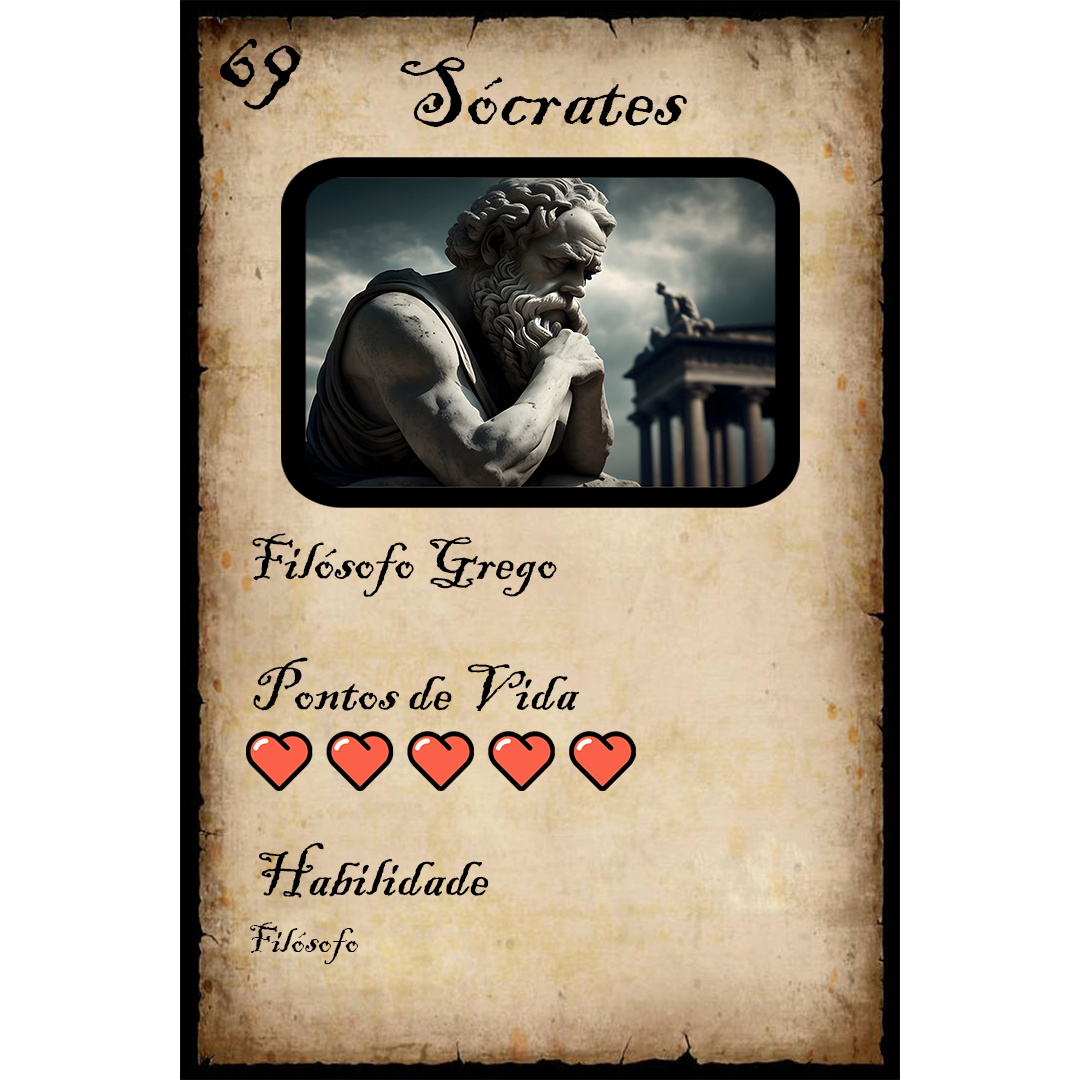 69
Sócrates
Filósofo Grego
Pontos de Vida
Habilidade
Filósofo